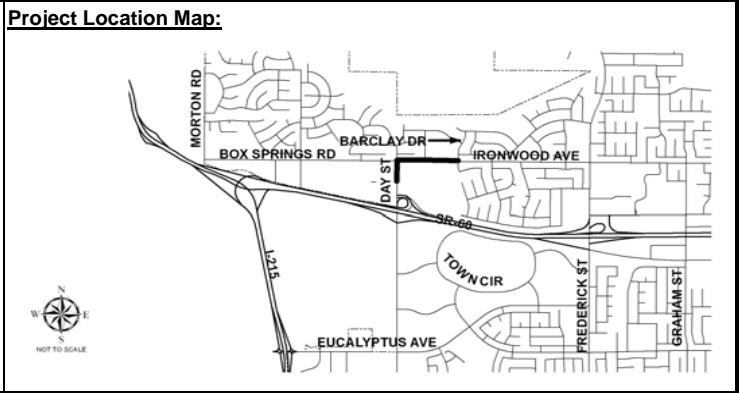 Project Location Map:
MORTON RD
BARCLAY DR
BOX SPRINGS RD
IRONWOOD AVE
DAY ST
SR-60
I-215
TOWN CIR
FREDERICK ST
GRAHAM ST
EUCALYPTUS AVE
N
W
E
S
NOT TO SCALE